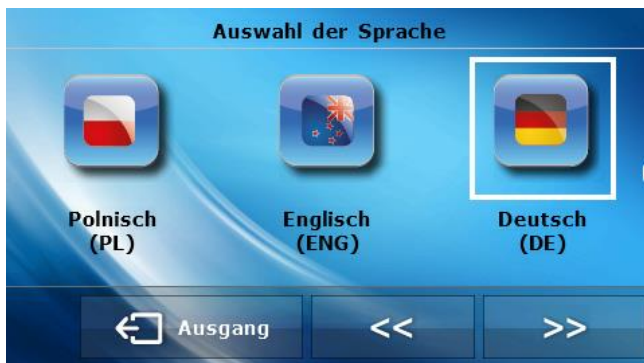 Auswahl der Sprache
Polnisch
(PL)
Englisch
(ENG)
Deutsch
(DE)
Ausgang
<<
>>